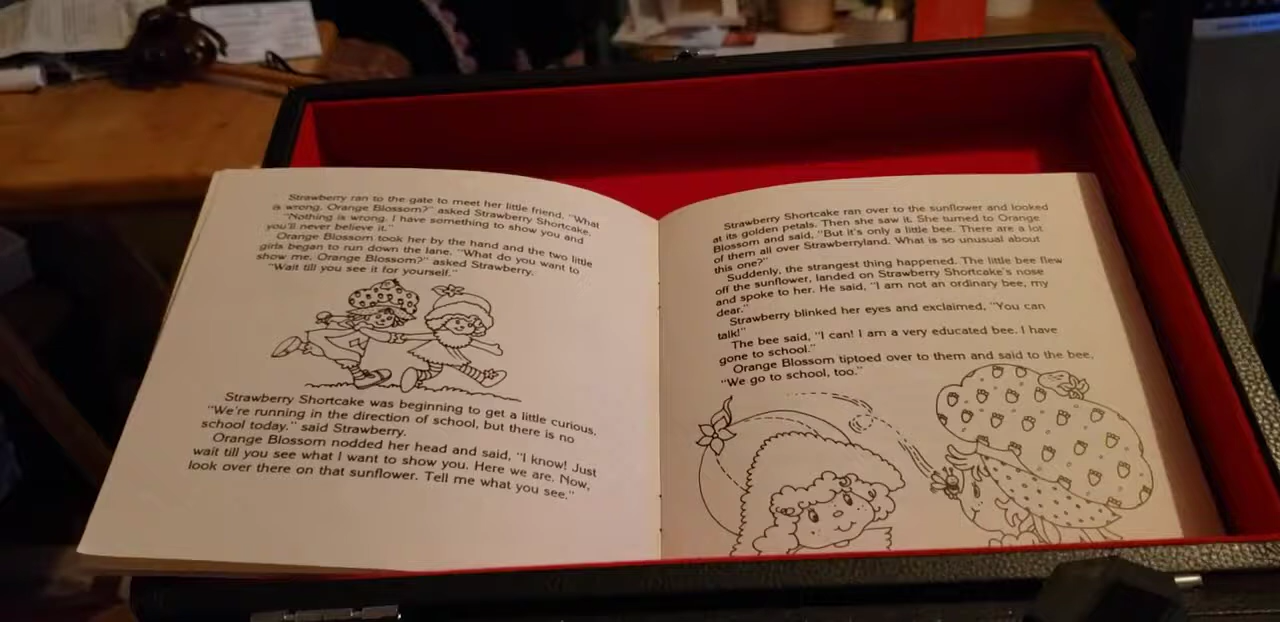 Strawberry ran to the gate to meet her little friend. "What
is wrong, Orange Blossom?" asked Strawberry Shortcake.
"Nothing is wrong. I have something to show you and
you'll never believe it."
Orange Blossom took her by the hand and the two little
girls began to run down the lane. "What do you want to
show me, Orange Blossom?" asked Strawberry.
"Wait till you see it for yourself."
Strawberry Shortcake was beginning to get a little curious.
"We're running in the direction of school, but there is no
school today." said Strawberry.
Orange Blossom nodded her head and said, "I know! Just
wait till you see what I want to show you. Here we are. Now,
look over there on that sunflower. Tell me what you see."
Strawberry Shortcake ran over to the sunflower and looked
at its golden petals. Then she saw it. She turned to Orange
Blossom and said, "But it's only a little bee. There are a lot
of them all over Strawberryland. What is so unusual about
this one?"
Suddenly, the strangest thing happened. The little bee flew
off the sunflower, landed on Strawberry Shortcake's nose
and spoke to her. He said, "I am not an ordinary bee, my
dear."
Strawberry blinked her eyes and exclaimed, "You can
talk!"
The bee said, "I can! I am a very educated bee. I have
gone to school."
Orange Blossom tiptoed over to them and said to the bee,
"We go to school, too."